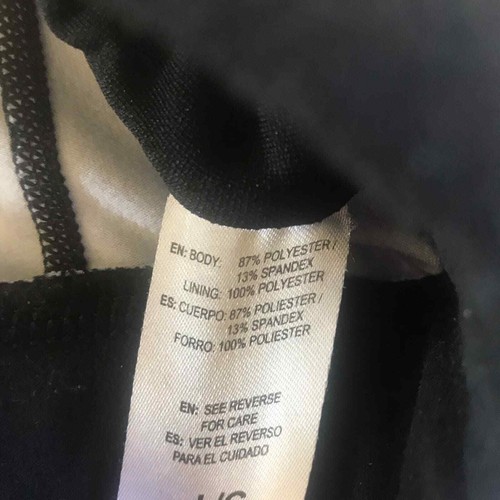 EN: BODY: 87% POLYESTER /
13% SPANDEX
LINING: 100% POLYESTER
ES: CUERPO: 87% POLIESTER /
13% SPANDEX
FORRO: 100% POLIESTER
EN: SEE REVERSE
FOR CARE
ES: VER EL REVERSO
PARA EL CUIDADO